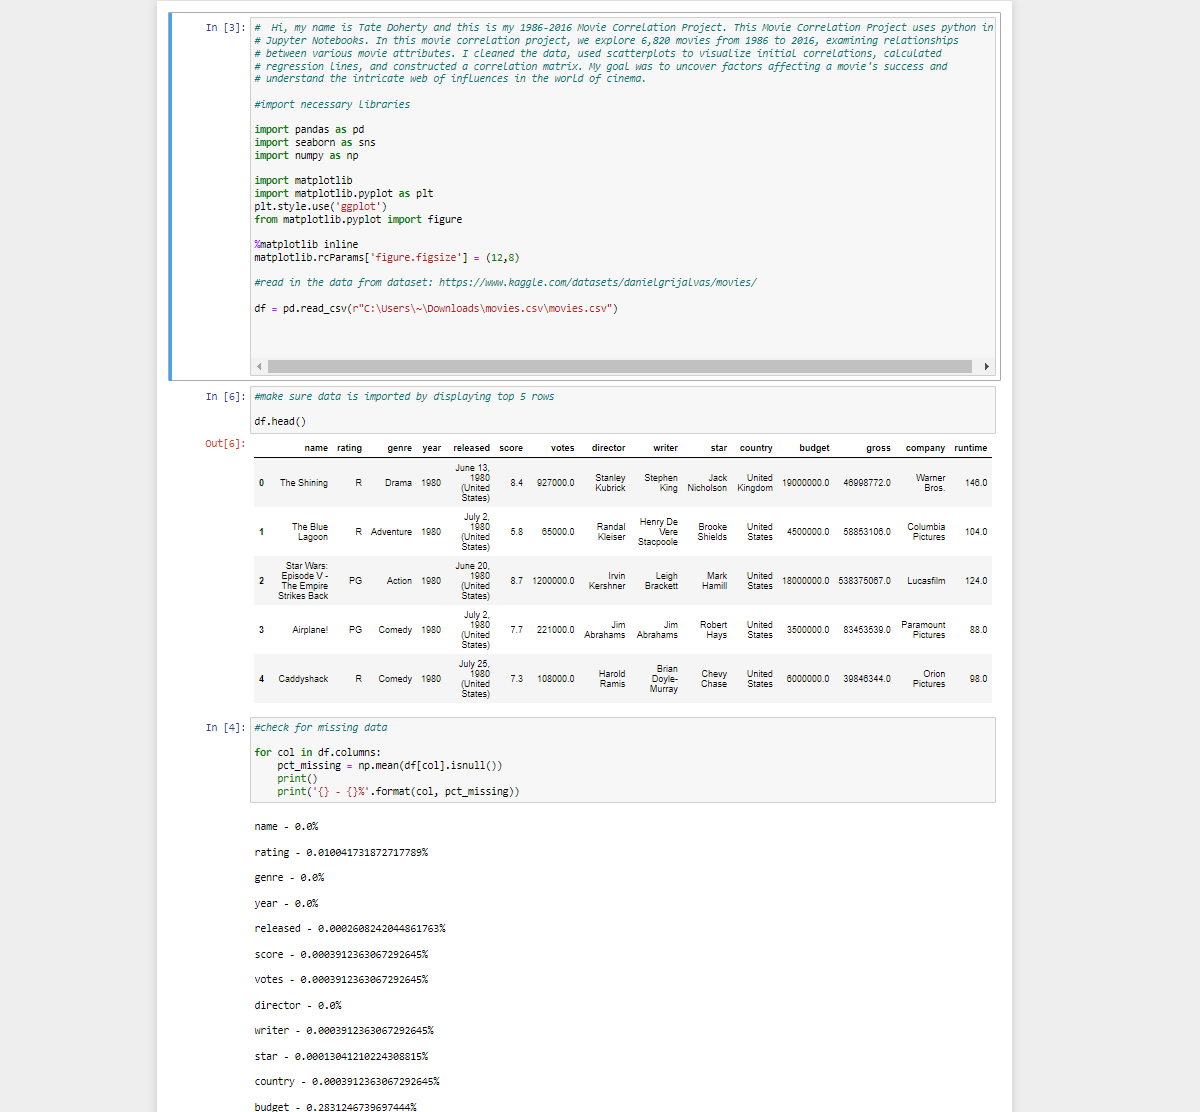 In [3]: #  Hi, my name is Tate Doherty and this is my 1986-2016 Movie Correlation Project. This Movie Correlation Project uses python in
# Jupyter Notebooks. In this movie correlation project, we explore 6,820 movies from 1986 to 2016, examining relationships
# between various movie attributes. I cleaned the data, used scatterplots to visualize initial correlations, calculated
# regression lines, and constructed a correlation matrix. My goal was to uncover factors affecting a movie's success and
# understand the intricate web of influences in the world of cinema.
#import necessary libraries
import pandas as pd
import seaborn as sns
import numpy as np
import matplotlib
import matplotlib.pyplot as plt
plt.style.use('ggplot')
from matplotlib.pyplot import figure
%matplotlib inline
matplotlib.rcParams['figure.figsize'] = (12,8)
#read in the data from dataset: https://www.kaggle.com/datasets/danielgrijalvas/movies/
df = pd.read_csv(r"C:\Users\~\Downloads\movies.csv\movies.csv")
In [6]: #make sure data is imported by displaying top 5 rows
df.head()
Out[6]:
name rating genre year released score votes director writer star country budget gross company runtime
0 The Shining R Drama 1980 June 13, 1980 (United States) 8.4 927000.0 Stanley Kubrick Stephen King Jack Nicholson United Kingdom 19000000.0 46998772.0 Warner Bros. 146.0
1 The Blue Lagoon R Adventure 1980 July 2, 1980 (United States) 5.8 65000.0 Randal Kleiser Henry De Vere Stacpoole Brooke Shields United States 4500000.0 58853106.0 Columbia Pictures 104.0
2 Star Wars: Episode V - The Empire Strikes Back PG Action 1980 June 20, 1980 (United States) 8.7 1200000.0 Irvin Kershner Leigh Brackett Mark Hamill United States 18000000.0 538375067.0 Lucasfilm 124.0
3 Airplane! PG Comedy 1980 July 2, 1980 (United States) 7.7 221000.0 Jim Abrahams Jim Abrahams Robert Hays United States 3500000.0 83453539.0 Paramount Pictures 88.0
4 Caddyshack R Comedy 1980 July 25, 1980 (United States) 7.3 108000.0 Harold Ramis Brian Doyle-Murray Chevy Chase United States 6000000.0 39846344.0 Orion Pictures 98.0
In [4]: #check for missing data
for col in df.columns:
pct_missing = np.mean(df[col].isnull())
print()
print('{} - {}%'.format(col, pct_missing))
name - 0.0%
rating - 0.010041731872717789%
genre - 0.0%
year - 0.0%
released - 0.0002608242044861763%
score - 0.0003912363067292645%
votes - 0.0003912363067292645%
director - 0.0%
writer - 0.0003912363067292645%
star - 0.00013041210224308815%
country - 0.0003912363067292645%
budget - 0.2831246739697444%